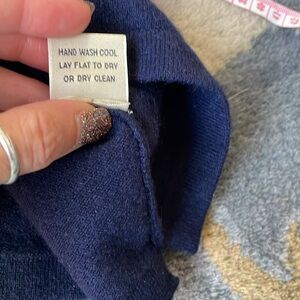 HAND WASH COOL
LAY FLAT TO DRY
OR DRY CLEAN